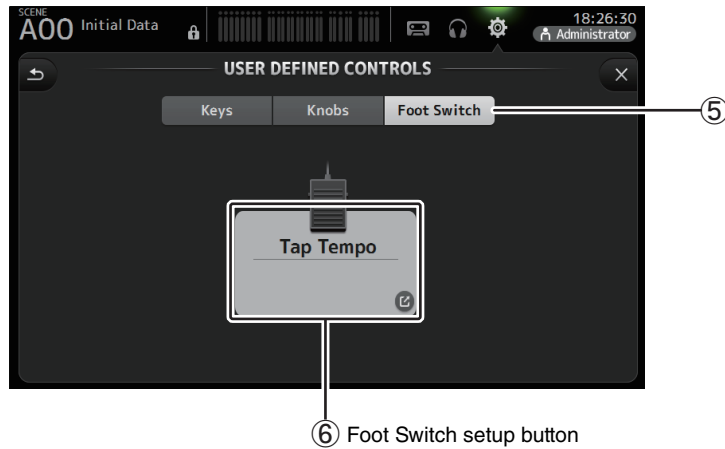 SCENE
A00 Initial Data
18:26:30
Administrator
USER DEFINED CONTROLS
Keys Knobs Foot Switch
⑤
Tap Tempo
⑥ Foot Switch setup button